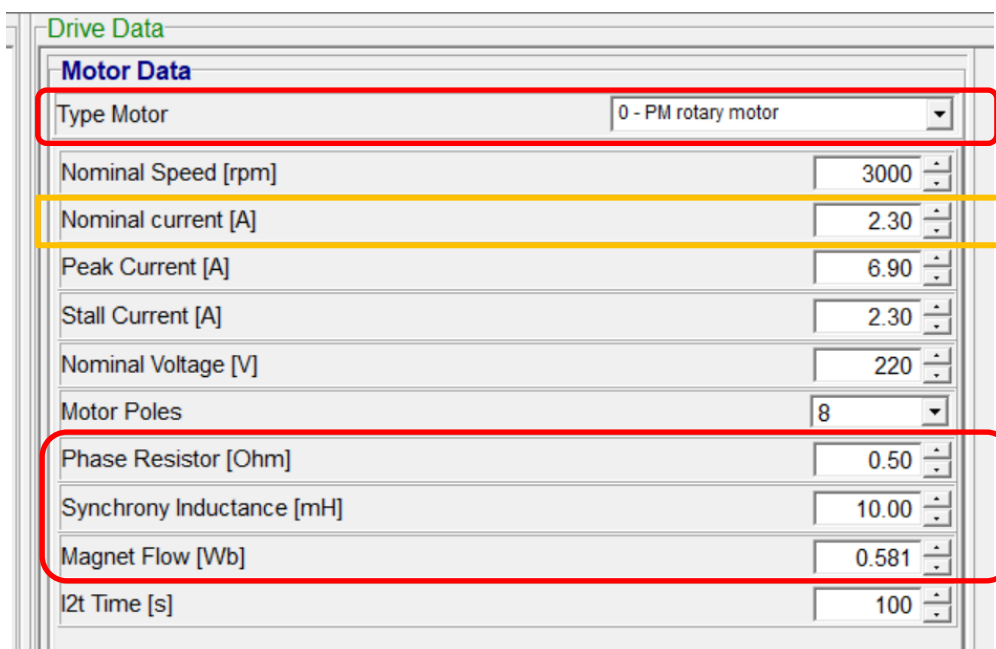 Drive Data
Motor Data
Type Motor 0 - PM rotary motor
Nominal Speed [rpm] 3000
Nominal current [A] 2.30
Peak Current [A] 6.90
Stall Current [A] 2.30
Nominal Voltage [V] 220
Motor Poles 8
Phase Resistor [Ohm] 0.50
Synchrony Inductance [mH] 10.00
Magnet Flow [Wb] 0.581
I2t Time [s] 100